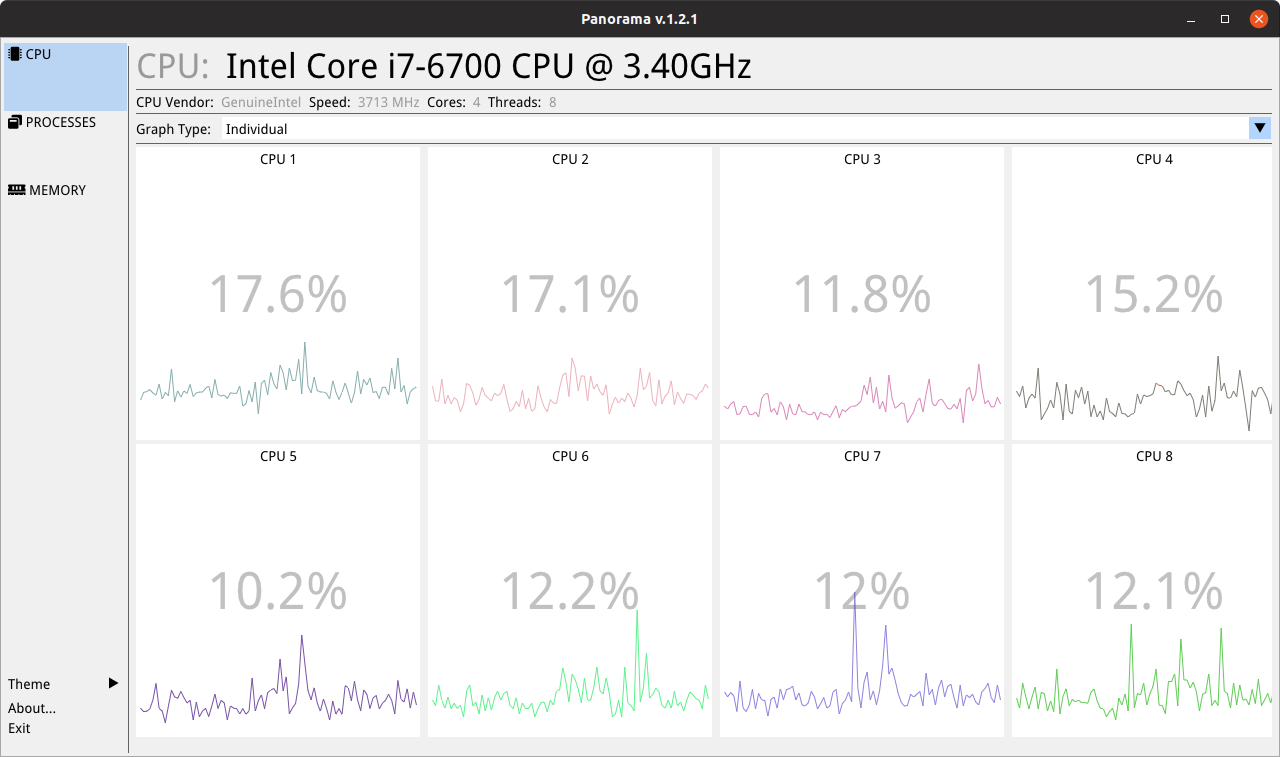 Panorama v.1.2.1
CPU
PROCESSES
MEMORY
Theme
About...
Exit
CPU: Intel Core i7-6700 CPU @ 3.40GHz
CPU Vendor: GenuineIntel Speed: 3713 MHz Cores: 4 Threads: 8
Graph Type: Individual
CPU 1
17.6%
CPU 2
17.1%
CPU 3
11.8%
CPU 4
15.2%
CPU 5
10.2%
CPU 6
12.2%
CPU 7
12%
CPU 8
12.1%